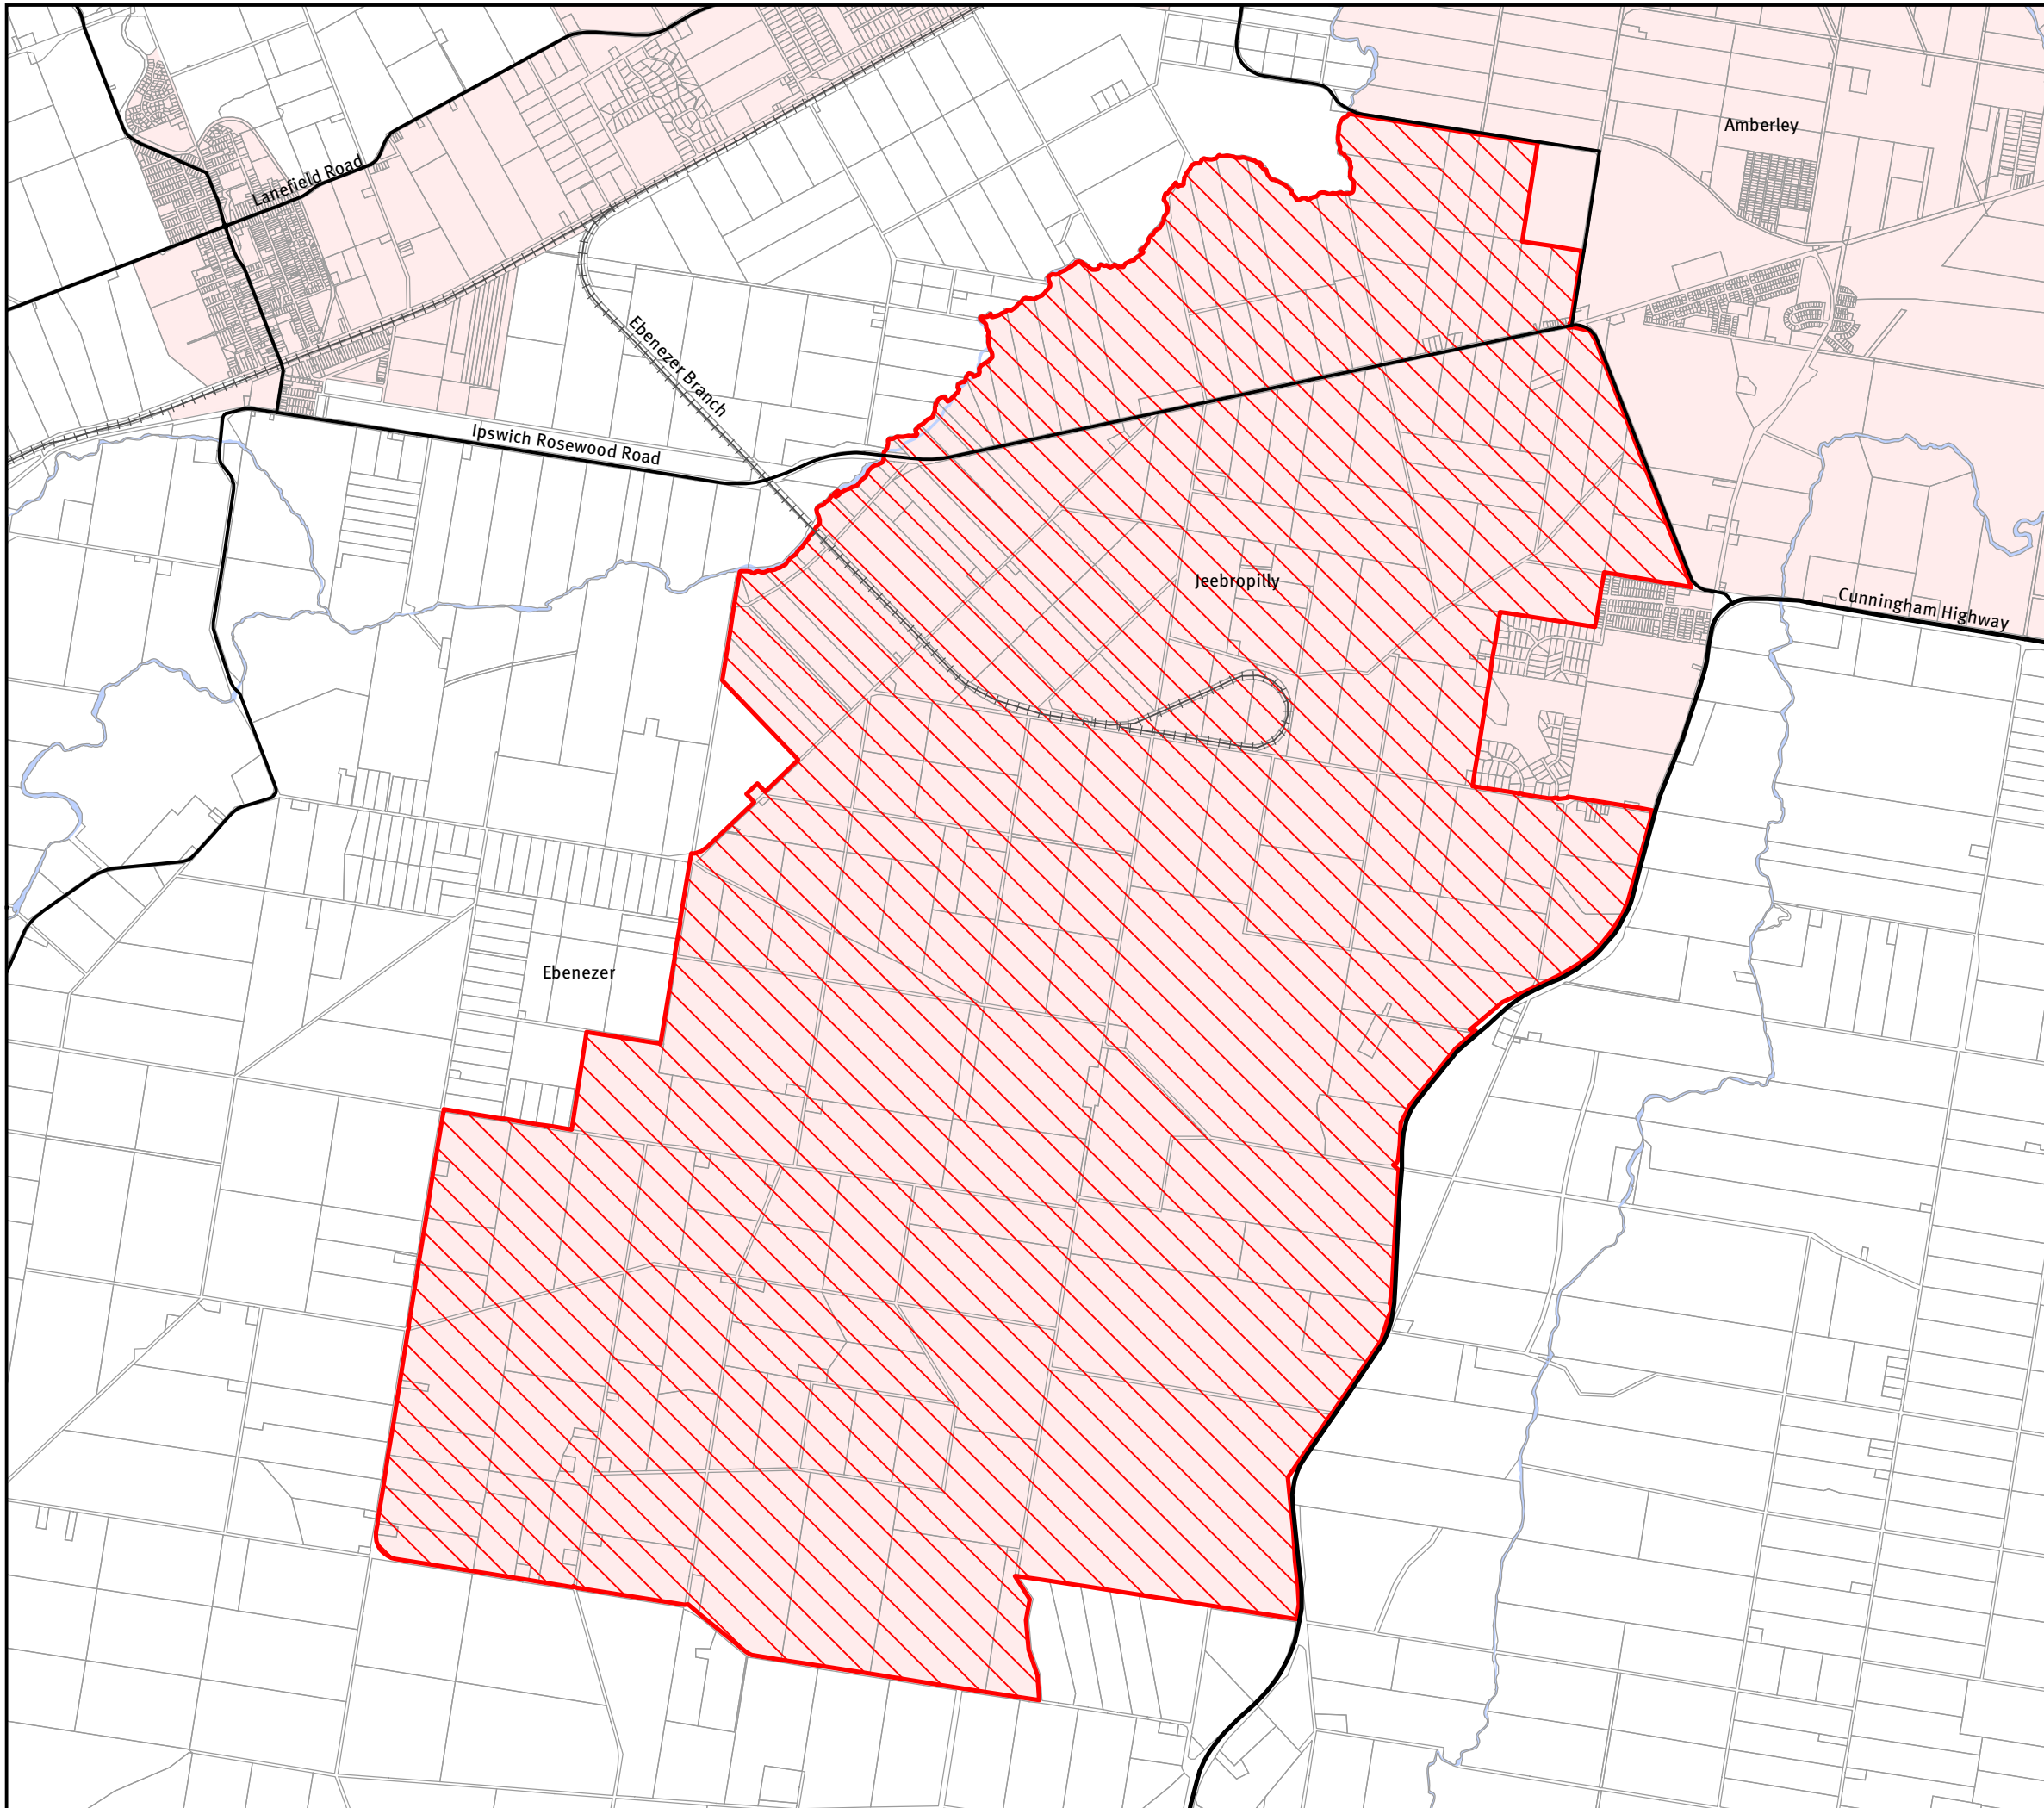 Amberley
Lanefield Road
Ebenezer Branch
Ipswich Rosewood Road
Jeebropilly
Cunningham Highway
Ebenezer